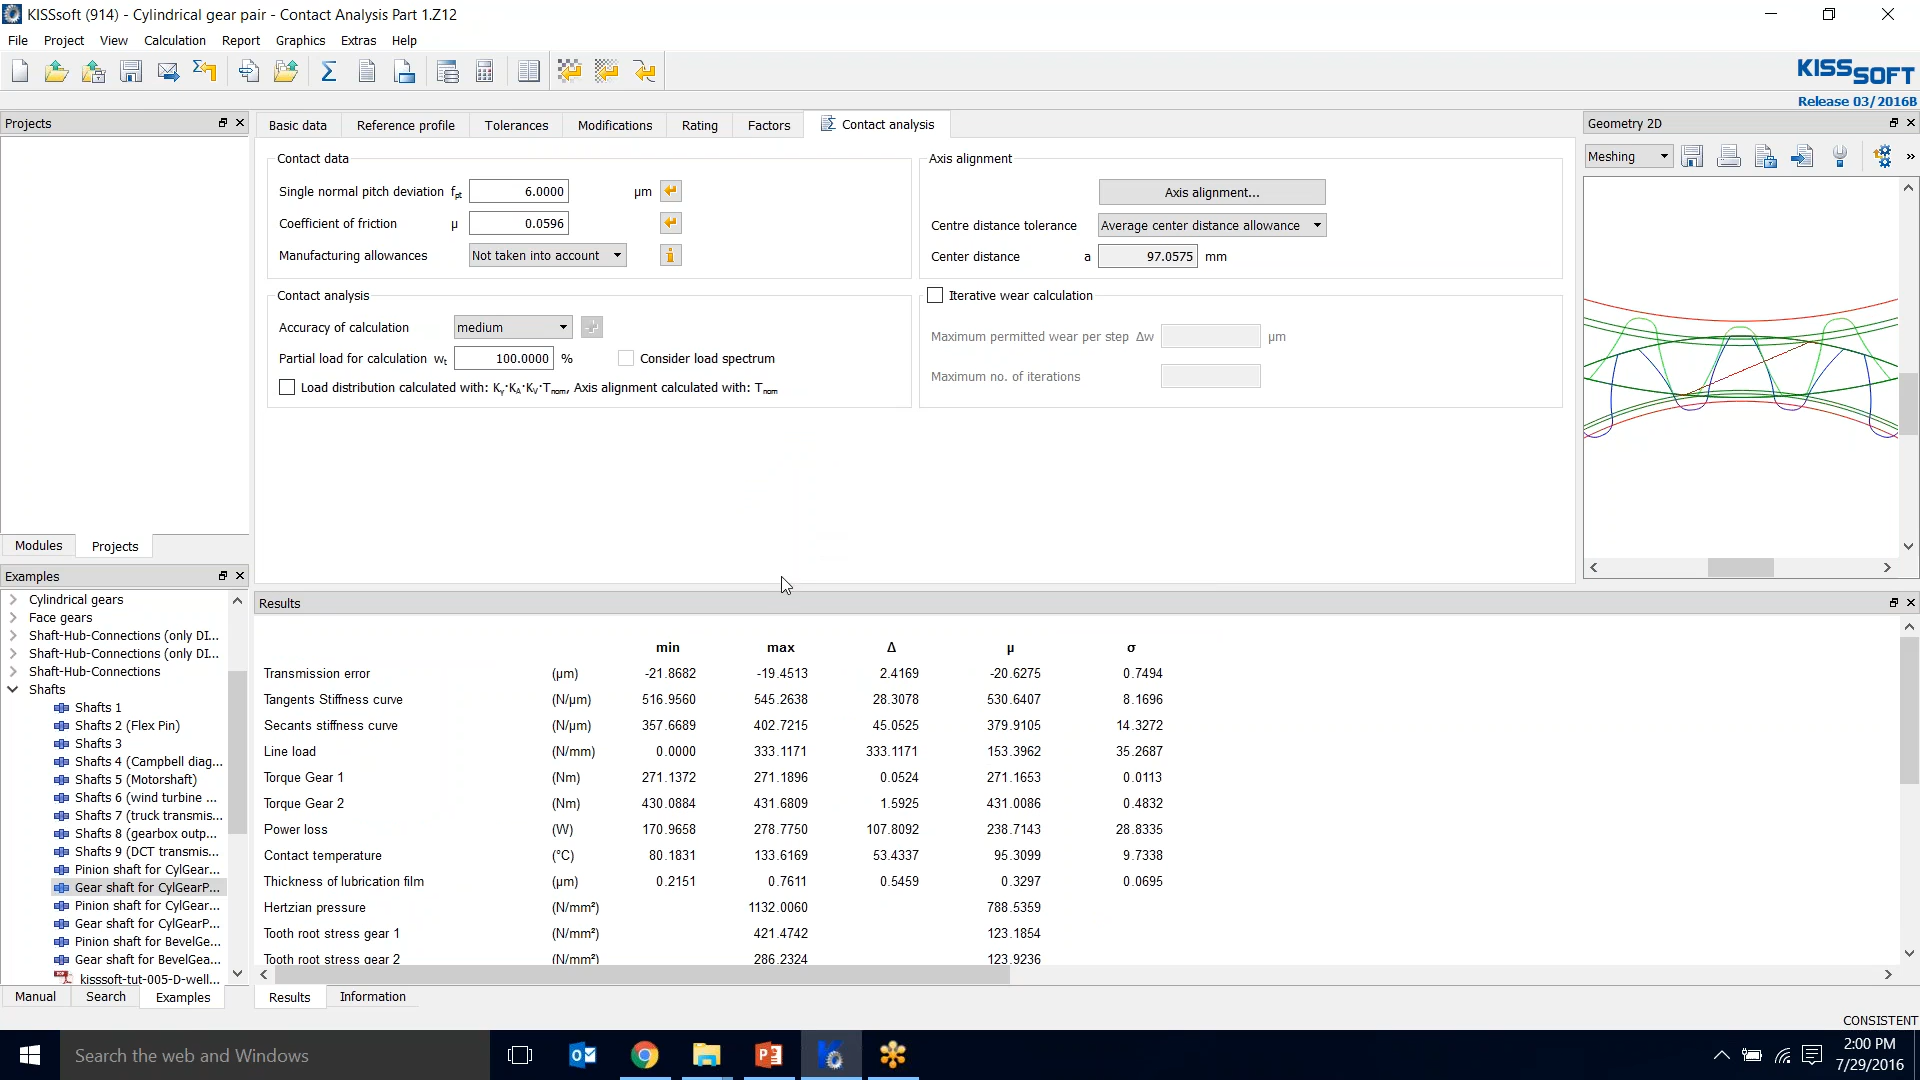 KISSsoft (914) - Cylindrical gear pair - Contact Analysis Part 1.Z12
File Project View Calculation Report Graphics Extras Help
KISSSOFT
Release 03/2016B
Projects
Basic data Reference profile Tolerances Modifications Rating Factors Contact analysis
Geometry 2D
Meshing »
Contact data
Single normal pitch deviation fpt 6.0000 µm
Coefficient of friction µ 0.0596
Manufacturing allowances Not taken into account
Axis alignment
Axis alignment...
Centre distance tolerance Average center distance allowance
Center distance a 97.0575 mm
Contact analysis
Accuracy of calculation medium
Partial load for calculation wt 100.0000 % Consider load spectrum
Load distribution calculated with: Kγ·KA·KV·Tnom, Axis alignment calculated with: Tnom
Iterative wear calculation
Maximum permitted wear per step Δw µm
Maximum no. of iterations
Modules Projects
Examples
Cylindrical gears
Face gears
Shaft-Hub-Connections (only DI...
Shaft-Hub-Connections (only DI...
Shaft-Hub-Connections
Shafts
Shafts 1
Shafts 2 (Flex Pin)
Shafts 3
Shafts 4 (Campbell diag...
Shafts 5 (Motorshaft)
Shafts 6 (wind turbine ...
Shafts 7 (truck transmis...
Shafts 8 (gearbox outp...
Shafts 9 (DCT transmis...
Pinion shaft for CylGear...
Gear shaft for CylGearP...
Pinion shaft for CylGear...
Gear shaft for CylGearP...
Pinion shaft for BevelGe...
Gear shaft for BevelGea...
kisssoft-tut-005-D-well...
Manual Search Examples
Results
min max Δ µ σ
Transmission error (µm) -21.8682 -19.4513 2.4169 -20.6275 0.7494
Tangents Stiffness curve (N/µm) 516.9560 545.2638 28.3078 530.6407 8.1696
Secants stiffness curve (N/µm) 357.6689 402.7215 45.0525 379.9105 14.3272
Line load (N/mm) 0.0000 333.1171 333.1171 153.3962 35.2687
Torque Gear 1 (Nm) 271.1372 271.1896 0.0524 271.1653 0.0113
Torque Gear 2 (Nm) 430.0884 431.6809 1.5925 431.0086 0.4832
Power loss (W) 170.9658 278.7750 107.8092 238.7143 28.8335
Contact temperature (°C) 80.1831 133.6169 53.4337 95.3099 9.7338
Thickness of lubrication film (µm) 0.2151 0.7611 0.5459 0.3297 0.0695
Hertzian pressure (N/mm²) 1132.0060 788.5359
Tooth root stress gear 1 (N/mm²) 421.4742 123.1854
Tooth root stress gear 2 (N/mm²) 286.2324 123.9236
Results Information
CONSISTENT
Search the web and Windows
2:00 PM
7/29/2016